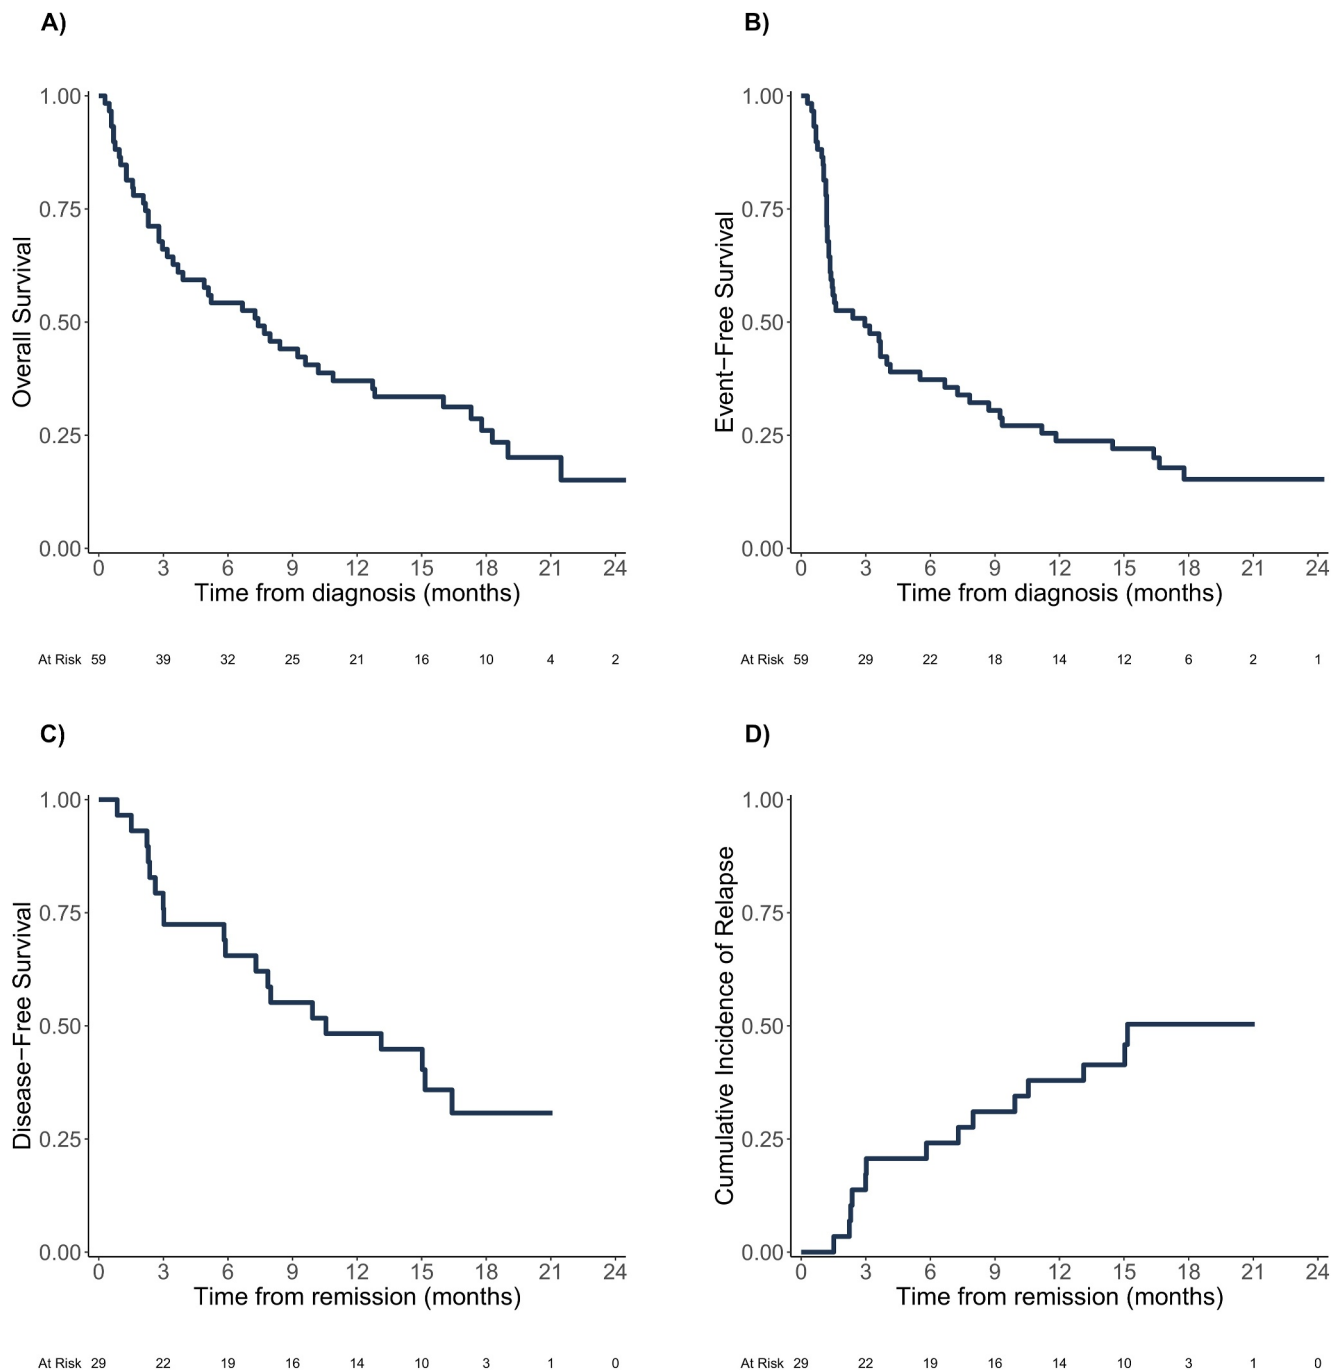 A)
1.00
0.75
0.50
0.25
0.00
Overall Survival
0 3 6 9 12 15 18 21 24
Time from diagnosis (months)
At Risk 59 39 32 25 21 16 10 4 2
B)
1.00
0.75
0.50
0.25
0.00
Event−Free Survival
0 3 6 9 12 15 18 21 24
Time from diagnosis (months)
At Risk 59 29 22 18 14 12 6 2 1
C)
1.00
0.75
0.50
0.25
0.00
Disease−Free Survival
0 3 6 9 12 15 18 21 24
Time from remission (months)
At Risk 29 22 19 16 14 10 3 1 0
D)
1.00
0.75
0.50
0.25
0.00
Cumulative Incidence of Relapse
0 3 6 9 12 15 18 21 24
Time from remission (months)
At Risk 29 22 19 16 14 10 3 1 0